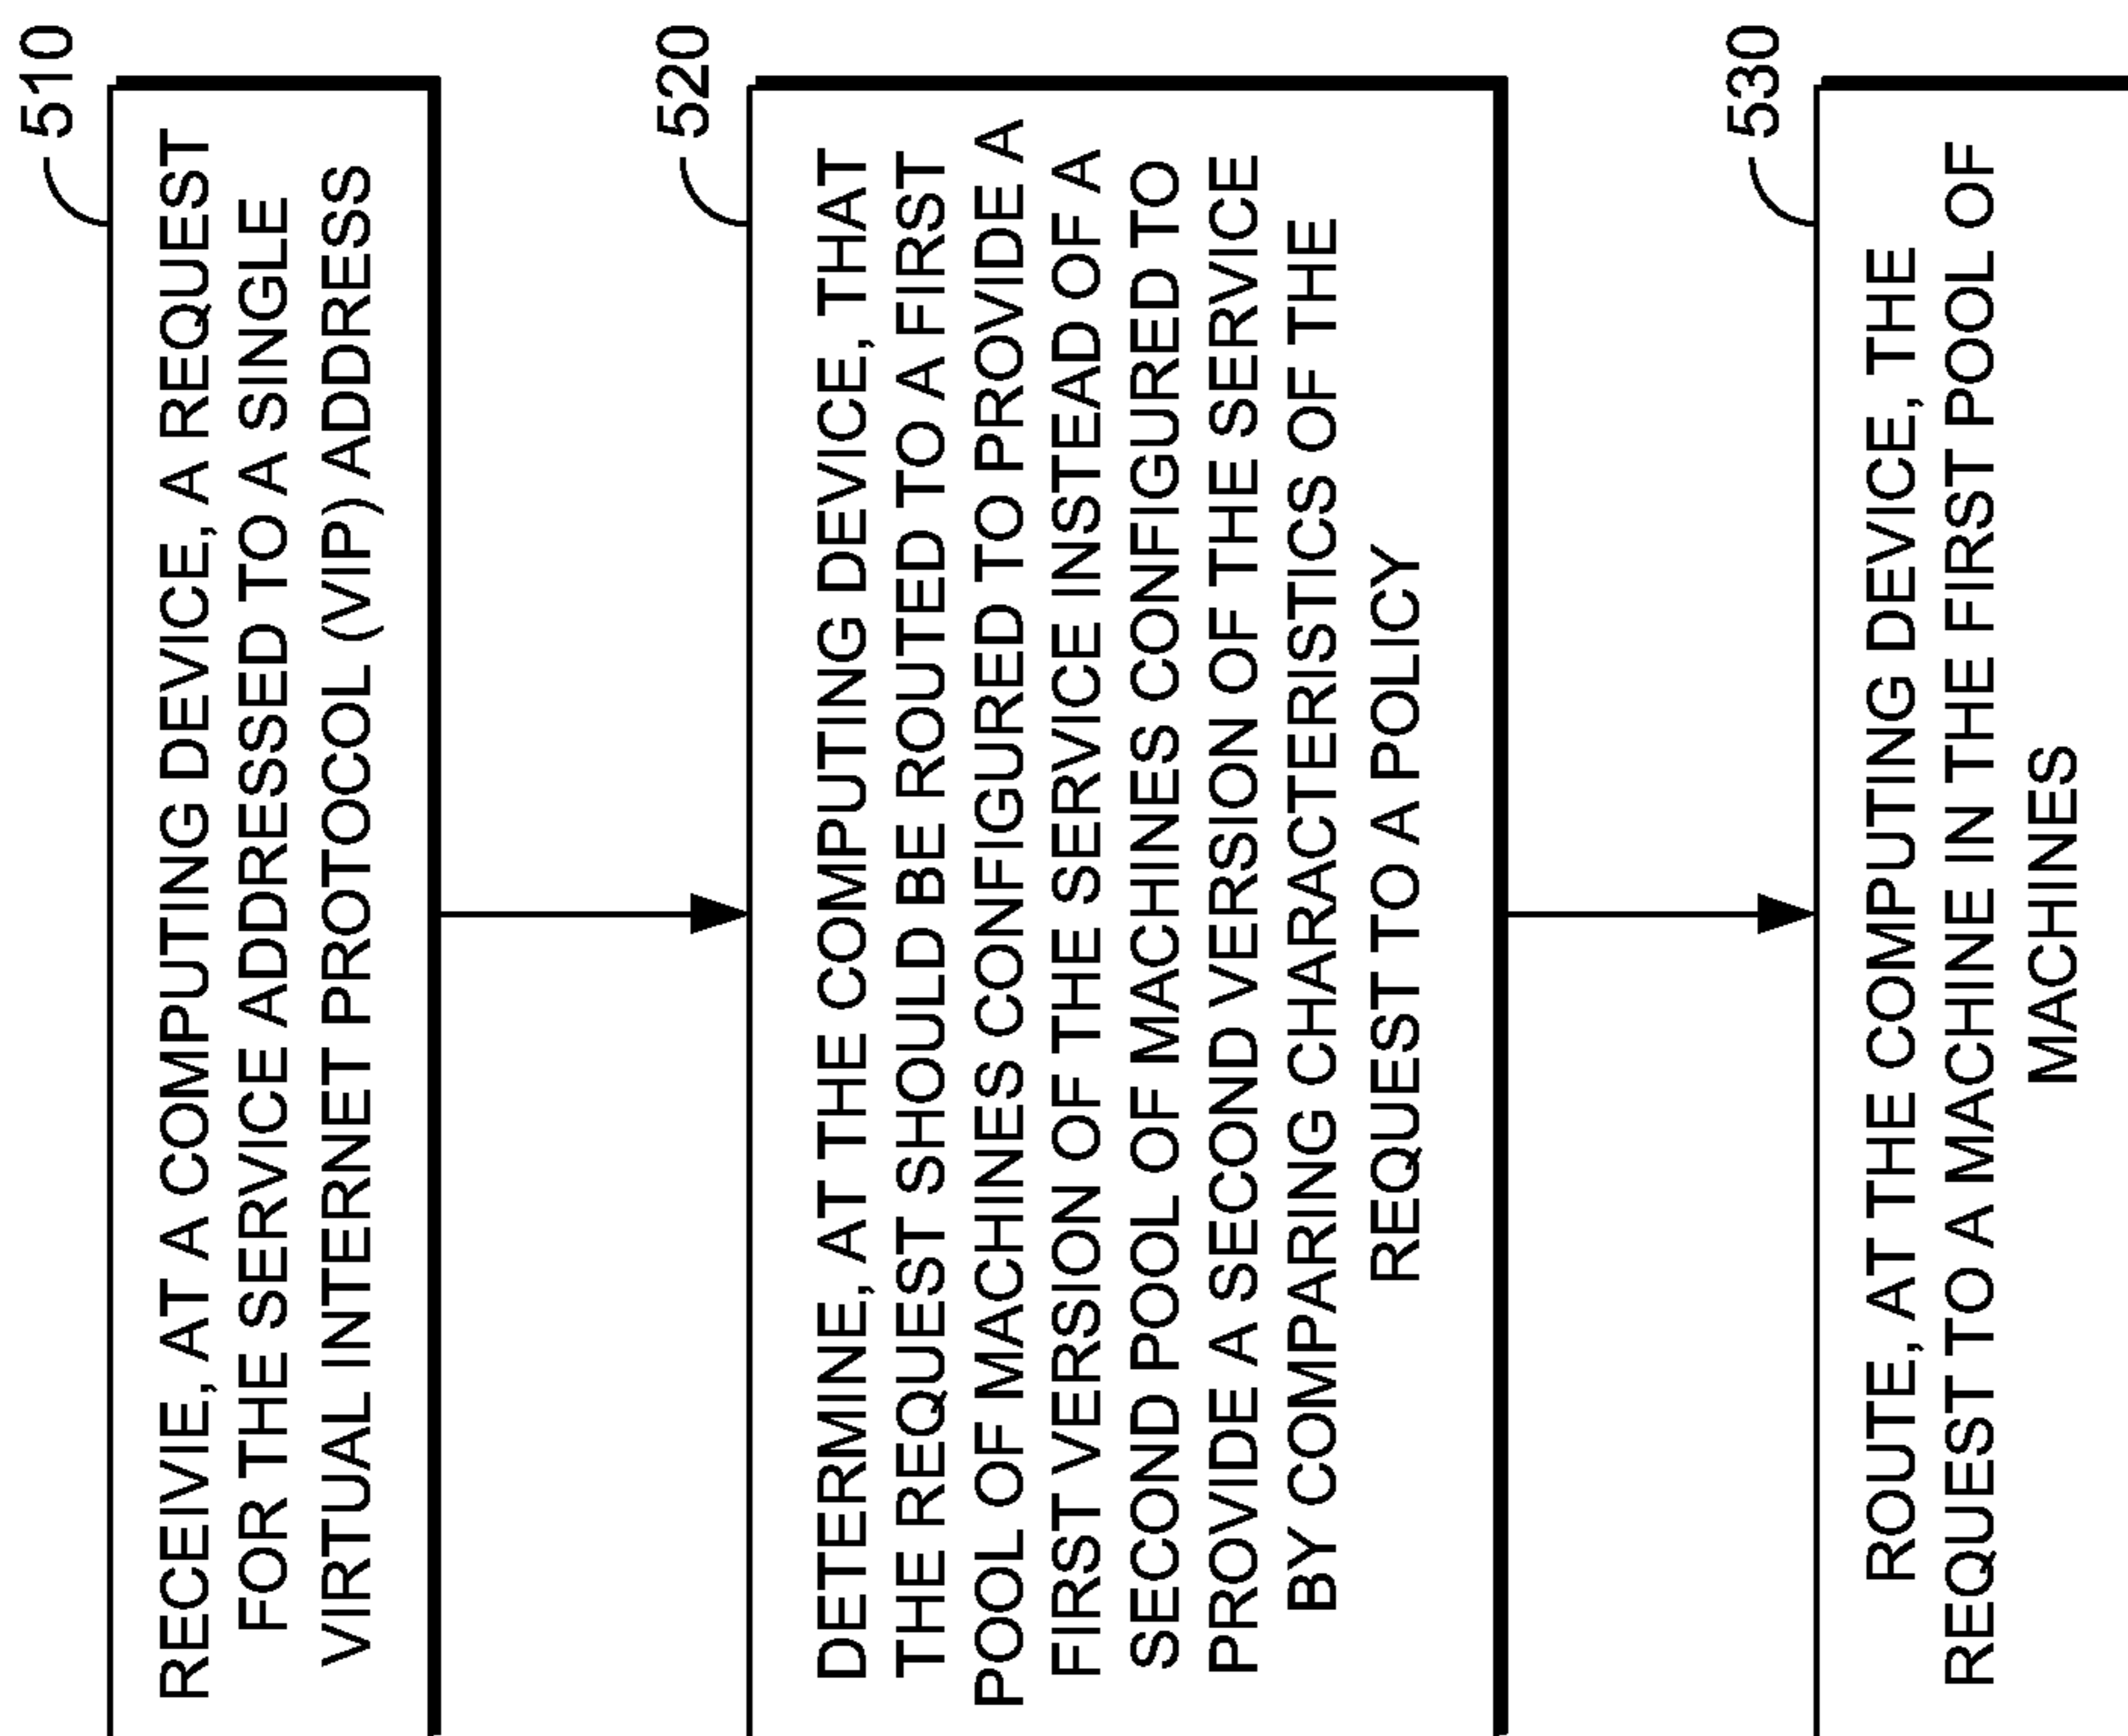 510
RECEIVIE, AT A COMPUTING DEVICE, A REQUEST
FOR THE SERVICE ADDRESSED TO A SINGLE
VIRTUAL INTERNET PROTOCOL (VIP) ADDRESS
520
DETERMINE, AT THE COMPUTING DEVICE, THAT
THE REQUEST SHOULD BE ROUTED TO A FIRST
POOL OF MACHINES CONFIGURED TO PROVIDE A
FIRST VERSION OF THE SERVICE INSTEAD OF A
SECOND POOL OF MACHINES CONFIGURED TO
PROVIDE A SECOND VERSION OF THE SERVICE
BY COMPARING CHARACTERISTICS OF THE
REQUEST TO A POLICY
530
ROUTE, AT THE COMPUTING DEVICE, THE
REQUEST TO A MACHINE IN THE FIRST POOL OF
MACHINES